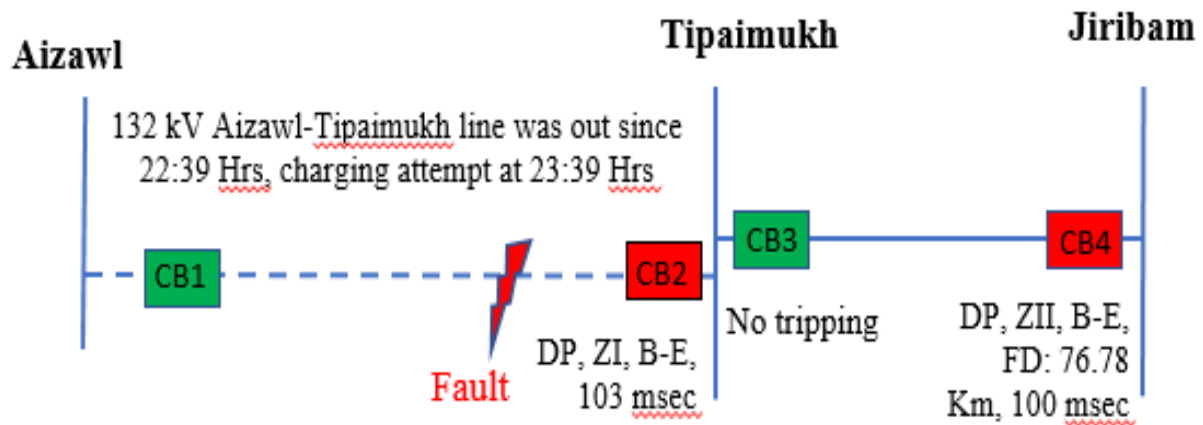 Aizawl
Tipaimukh
Jiribam
132 kV Aizawl-Tipaimukh line was out since
22:39 Hrs, charging attempt at 23:39 Hrs
CB1
CB2
CB3
CB4
Fault
DP, ZI, B-E,
103 msec
No tripping
DP, ZII, B-E,
FD: 76.78
Km, 100 msec